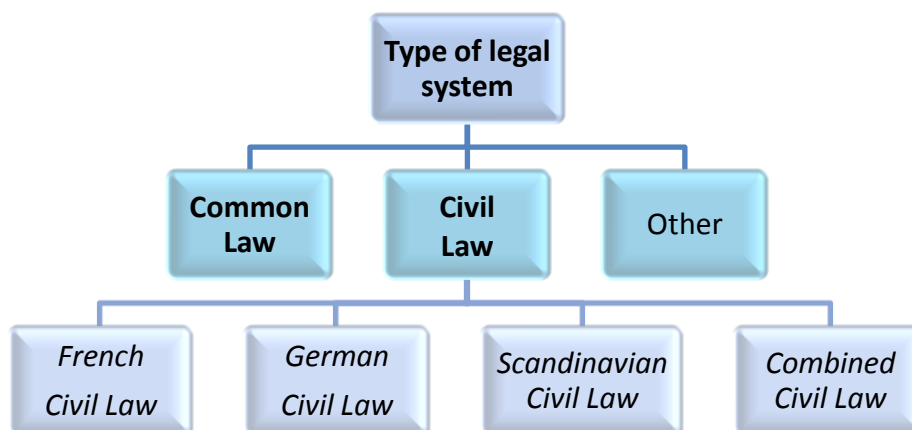 Type of legal
system
Common
Law
Civil
Law
Other
French
Civil Law
German
Civil Law
Scandinavian
Civil Law
Combined
Civil Law